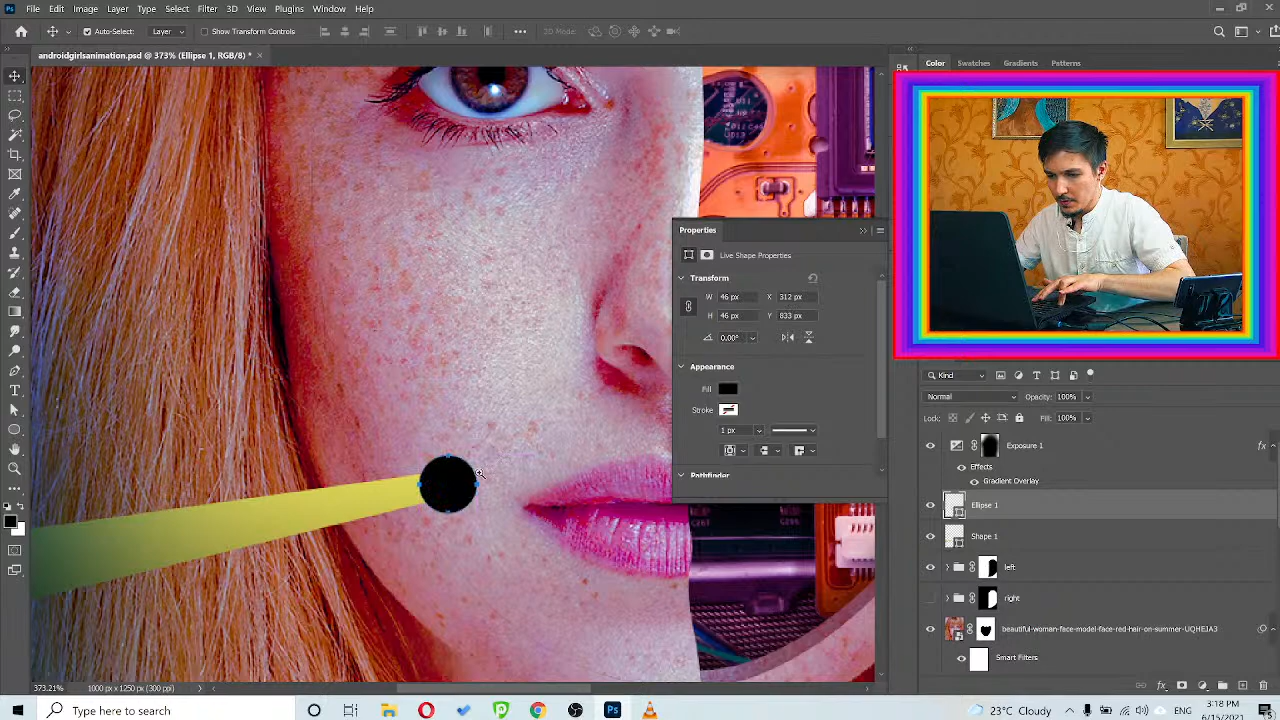 Ps File Edit Image Layer Type Select Filter 3D View Plugins Window Help
Auto-Select: Layer Show Transform Controls 3D Mode:
androidgirlsanimation.psd @ 373% (Ellipse 1, RGB/8) *
Color Swatches Gradients Patterns
Properties
Live Shape Properties
Transform
W 46 px X 312 px
H 46 px Y 833 px
0.00°
Appearance
Fill
Stroke
1 px
Pathfinder
Kind
Normal Opacity: 100%
Lock: Fill: 100%
Exposure 1 fx
Effects
Gradient Overlay
Ellipse 1
Shape 1
left
right
beautiful-woman-face-model-face-red-hair-on-summer-UQHEJA3
Smart Filters
373.21% 1000 px x 1250 px (300 ppi)
Type here to search
23°C Cloudy
Eng
3:18 PM